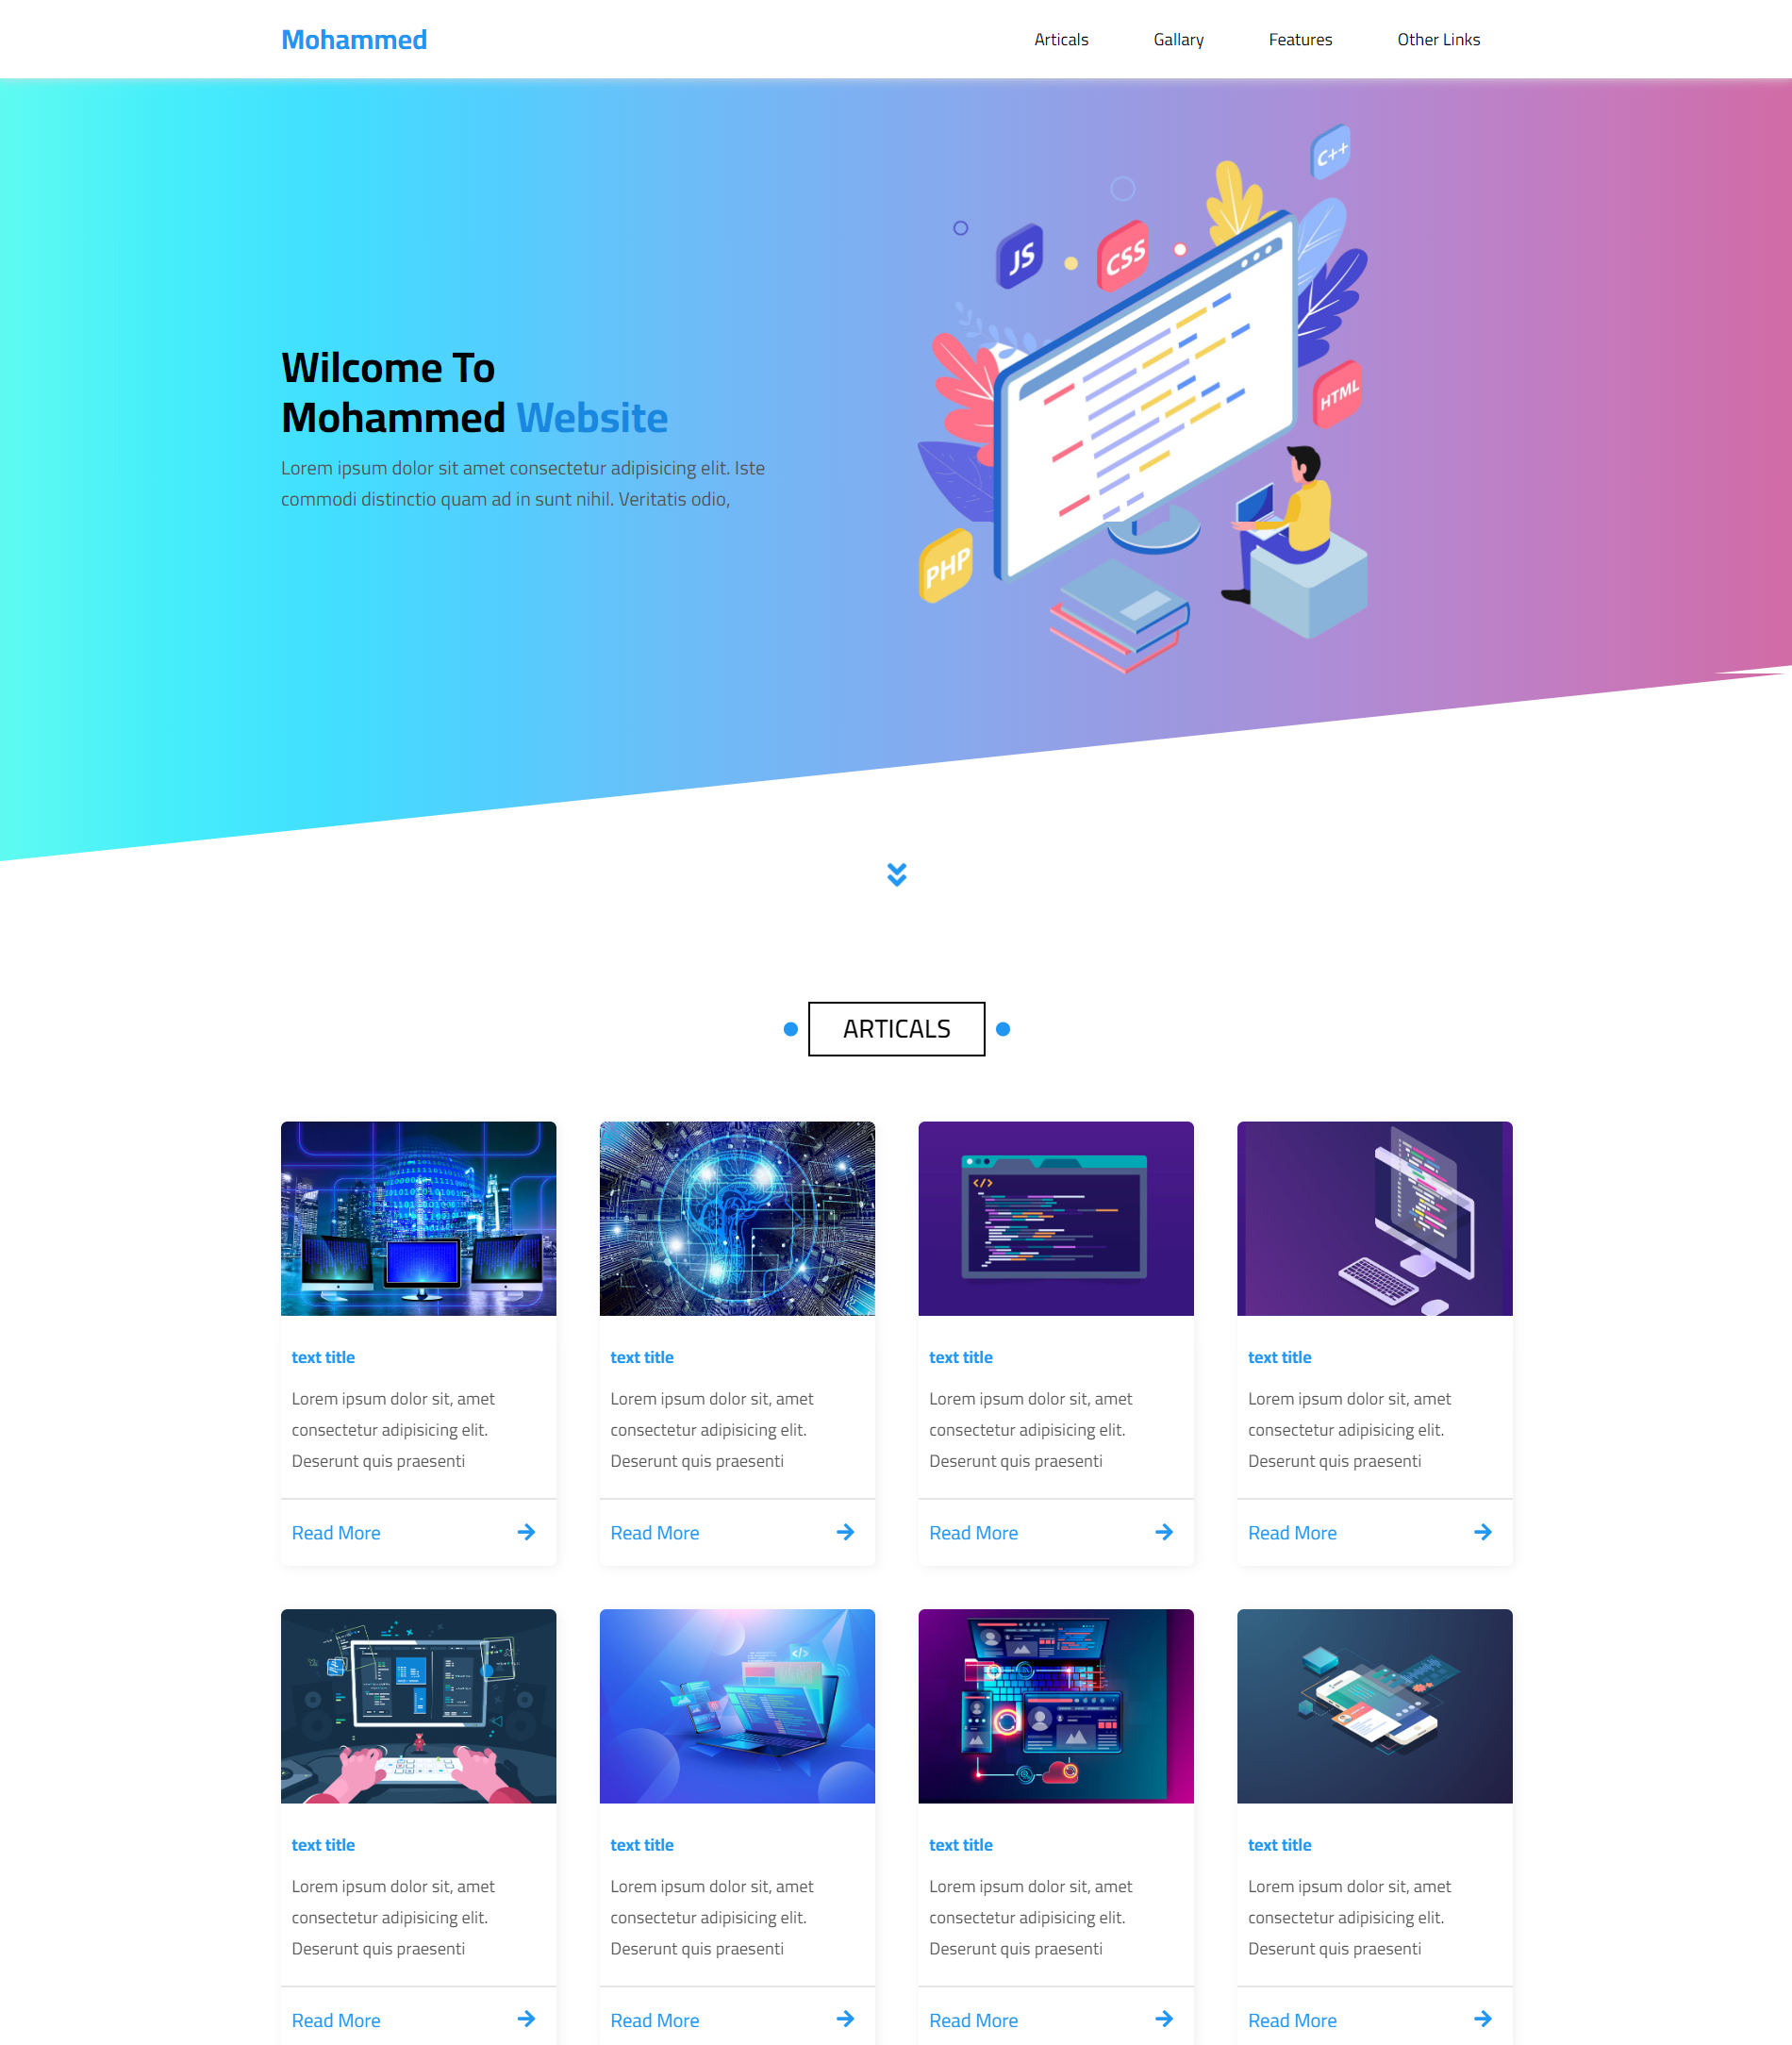 Mohammed
Articals
Gallary
Features
Other Links
C++
JS
CSS
HTML
PHP
Wilcome To
Mohammed Website
Lorem ipsum dolor sit amet consectetur adipisicing elit. Iste
commodi distinctio quam ad in sunt nihil. Veritatis odio,
ARTICALS
</>
text title
text title
text title
text title
Lorem ipsum dolor sit, amet
consectetur adipisicing elit.
Deserunt quis praesenti
Lorem ipsum dolor sit, amet
consectetur adipisicing elit.
Deserunt quis praesenti
Lorem ipsum dolor sit, amet
consectetur adipisicing elit.
Deserunt quis praesenti
Lorem ipsum dolor sit, amet
consectetur adipisicing elit.
Deserunt quis praesenti
Read More
Read More
Read More
Read More
</>
text title
text title
text title
text title
Lorem ipsum dolor sit, amet
consectetur adipisicing elit.
Deserunt quis praesenti
Lorem ipsum dolor sit, amet
consectetur adipisicing elit.
Deserunt quis praesenti
Lorem ipsum dolor sit, amet
consectetur adipisicing elit.
Deserunt quis praesenti
Lorem ipsum dolor sit, amet
consectetur adipisicing elit.
Deserunt quis praesenti
Read More
Read More
Read More
Read More